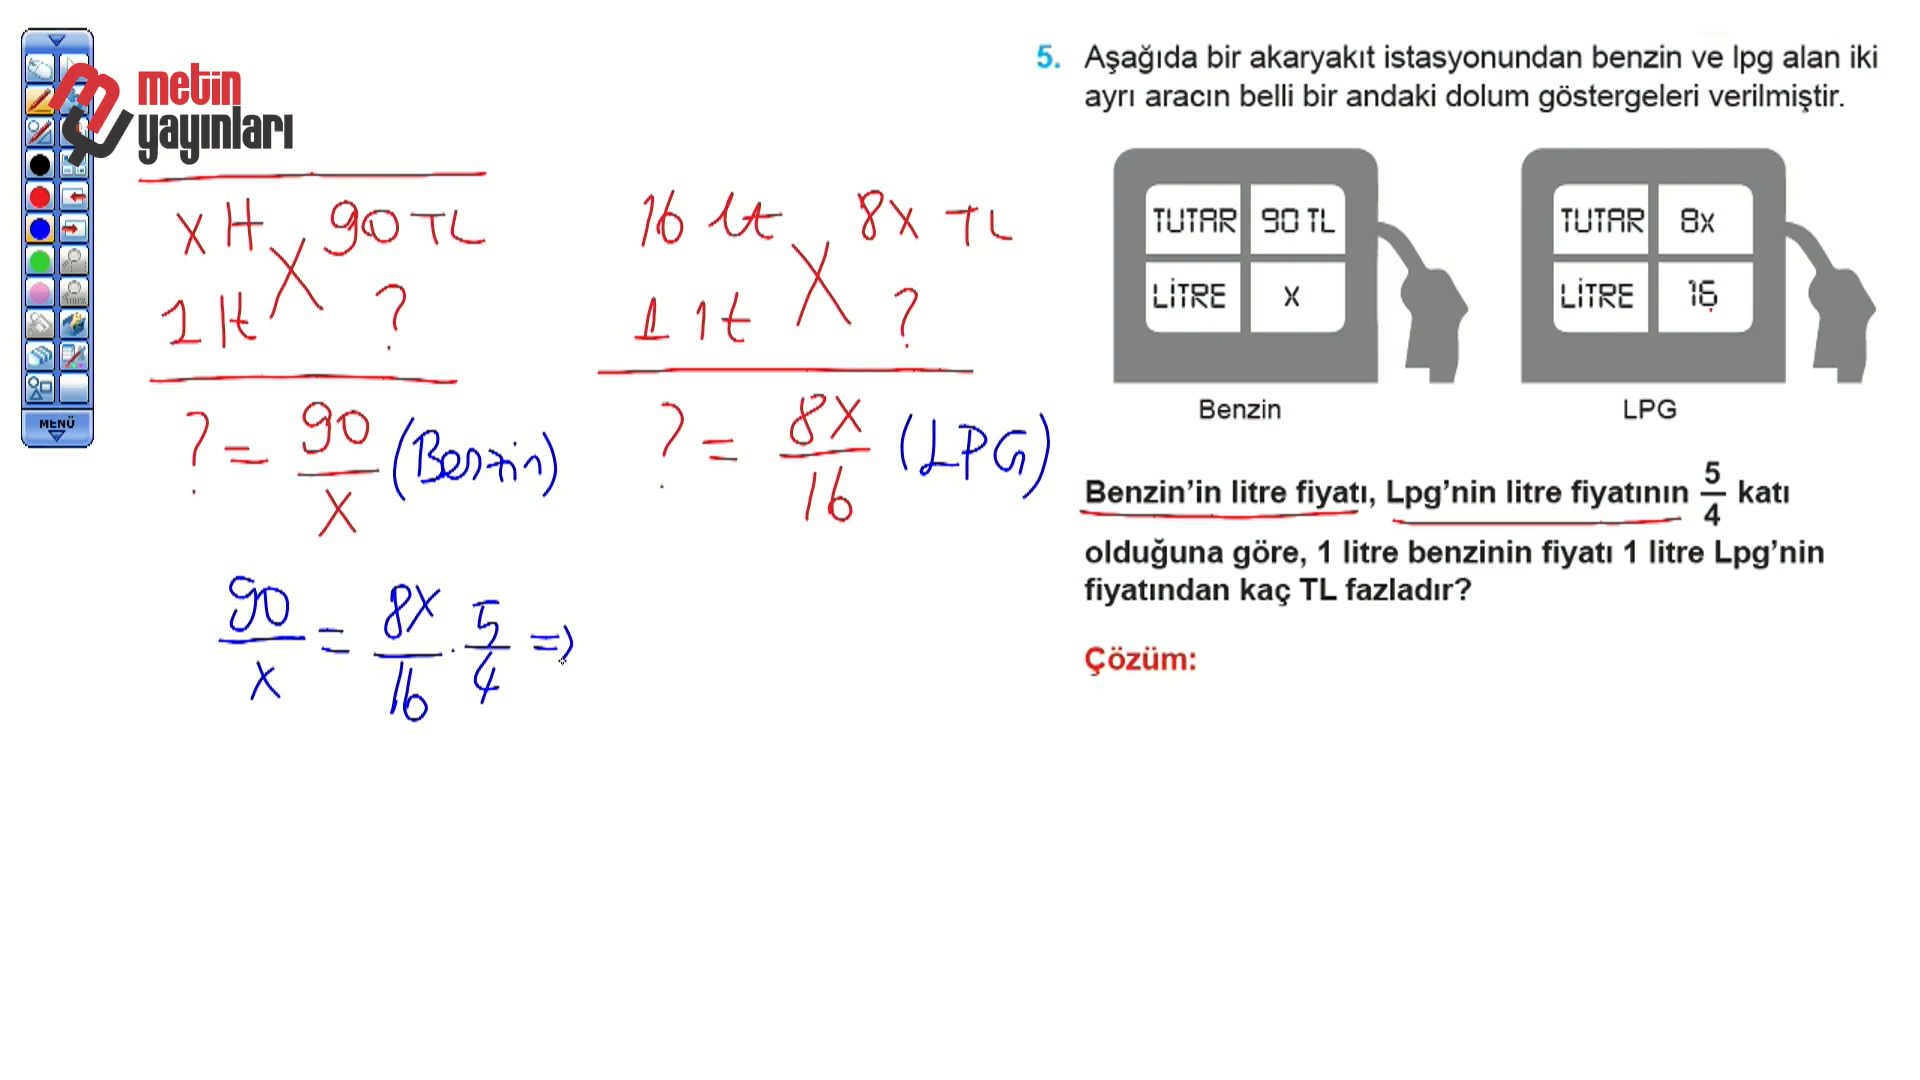 metin
yayınları
MENÜ
x lt 90 TL
1 lt ?
? = 90/x (Benzin)
16 lt 8x TL
1 lt ?
? = 8x/16 (LPG)
90/x = 8x/16 . 5/4 =>
5. Aşağıda bir akaryakıt istasyonundan benzin ve lpg alan iki
ayrı aracın belli bir andaki dolum göstergeleri verilmiştir.
TUTAR 90 TL
LİTRE x
Benzin
TUTAR 8x
LİTRE 16
LPG
Benzin’in litre fiyatı, Lpg’nin litre fiyatının 5/4 katı
olduğuna göre, 1 litre benzinin fiyatı 1 litre Lpg’nin
fiyatından kaç TL fazladır?
Çözüm: